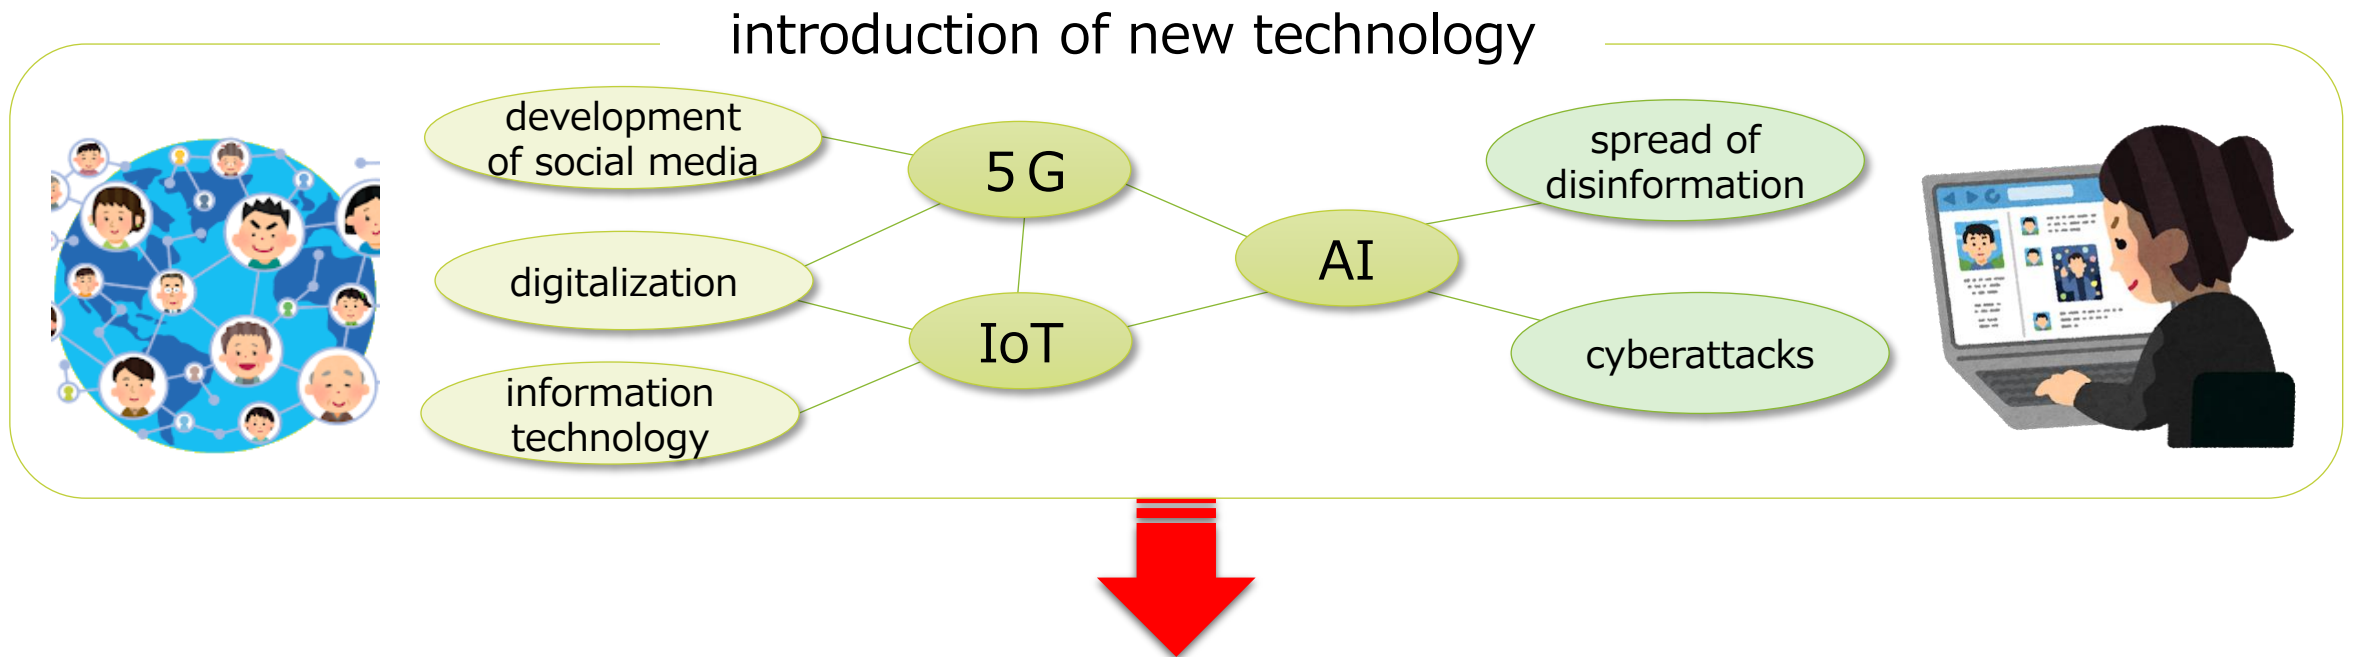 introduction of new technology
development
of social media
5G
spread of
disinformation
AI
digitalization
IoT
cyberattacks
information
technology